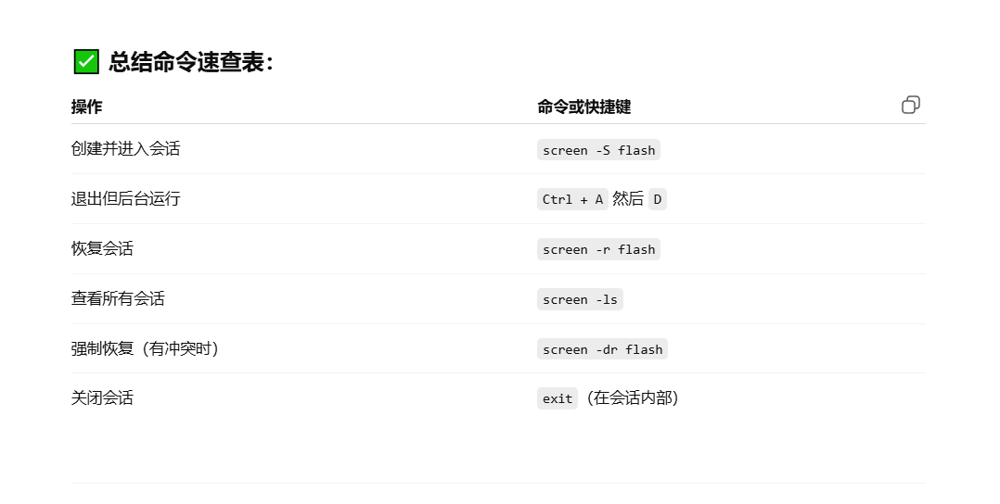 ✅ 总结命令速查表：
操作 命令或快捷键
创建并进入会话 screen -S flash
退出但后台运行 Ctrl + A 然后 D
恢复会话 screen -r flash
查看所有会话 screen -ls
强制恢复（有冲突时） screen -dr flash
关闭会话 exit（在会话内部）